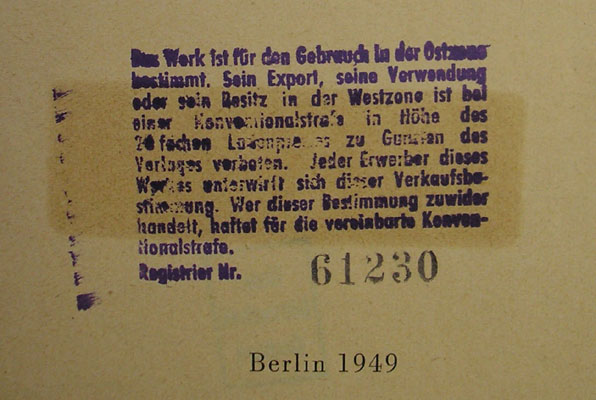 Das Werk ist für den Gebrauch in der Ostzone
bestimmt. Sein Export, seine Verwendung
oder sein Besitz in der Westzone ist bei
einer Konventionalstrafe in Höhe des
20 fachen Ladenpreises zu Gunsten des
Verlages verboten. Jeder Erwerber dieses
Werkes unterwirft sich dieser Verkaufsbe-
stimmung. Wer dieser Bestimmung zuwider
handelt, haftet für die vereinbarte Konven-
tionalstrafe.
Registrier Nr. 61230
Berlin 1949